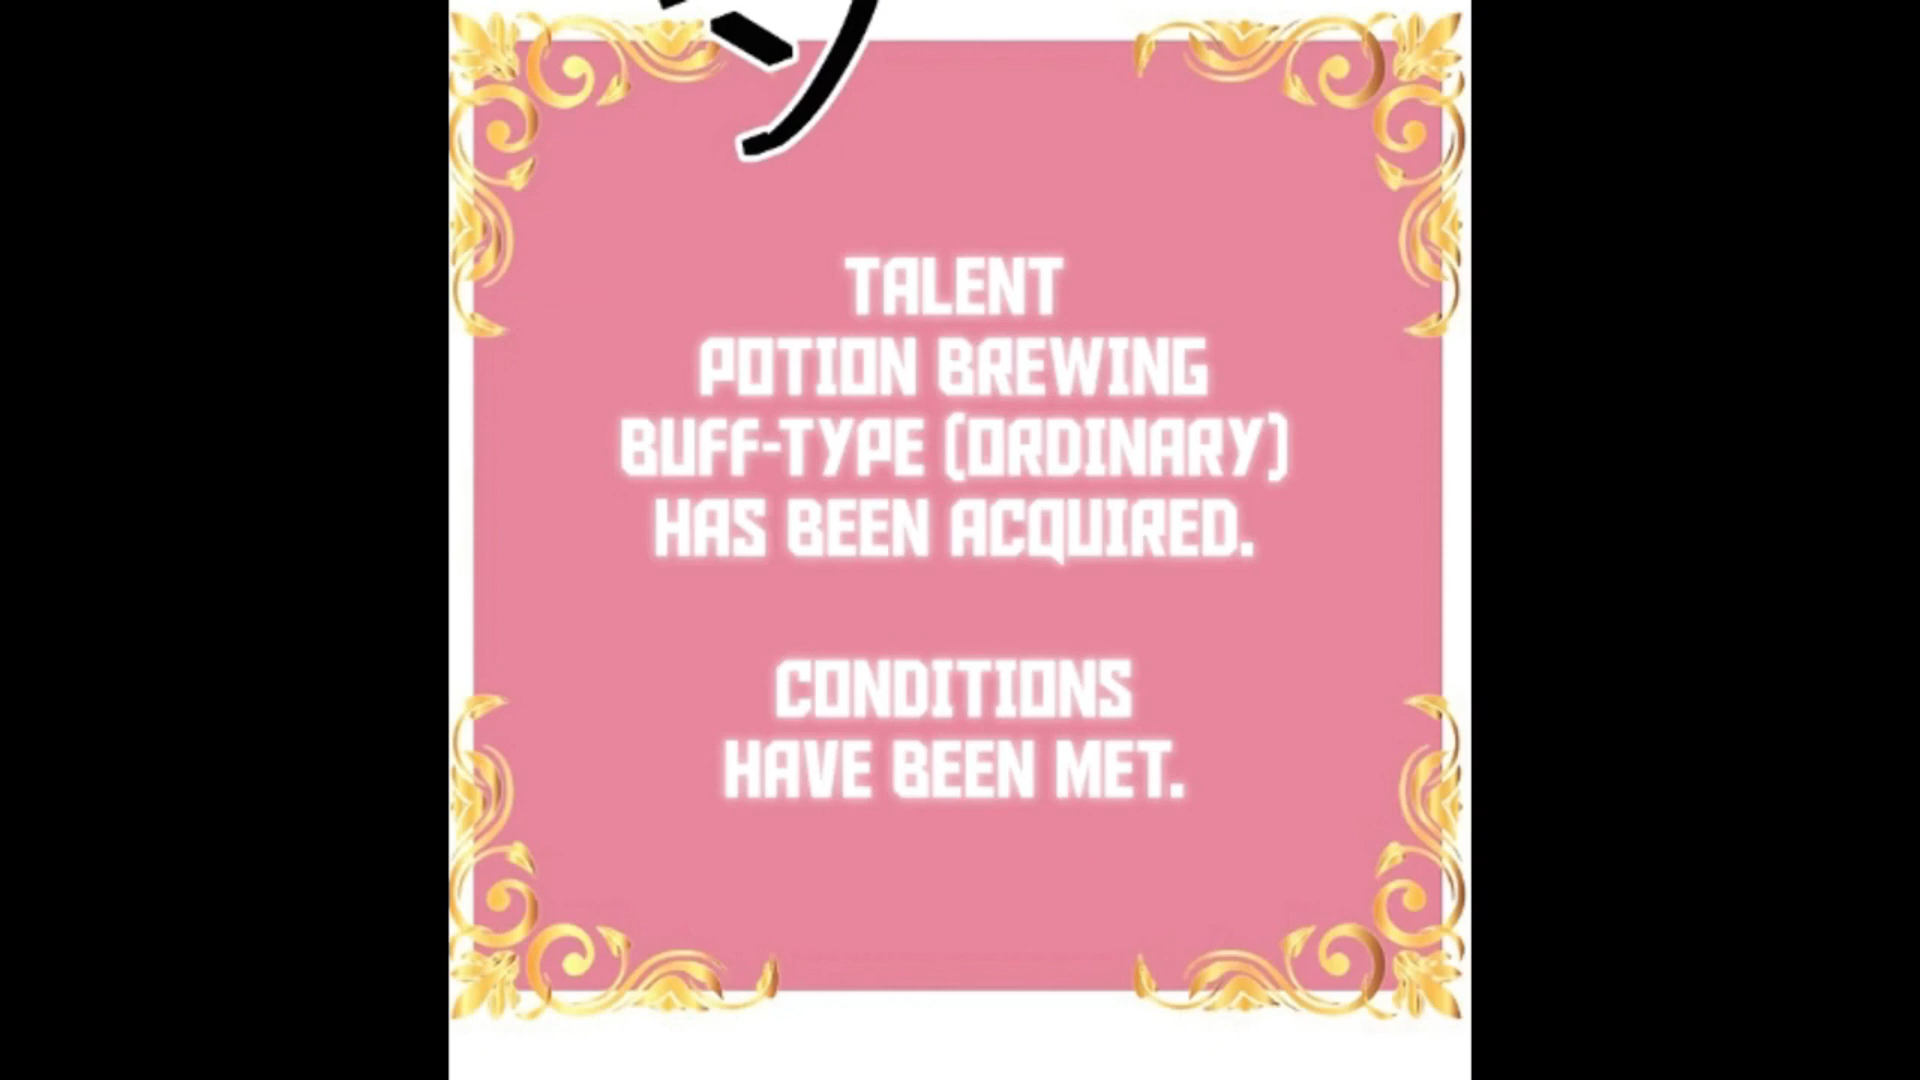 TALENT
POTION BREWING
BUFF-TYPE (ORDINARY)
HAS BEEN ACQUIRED.
CONDITIONS
HAVE BEEN MET.